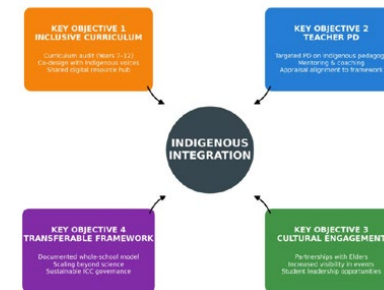 KEY OBJECTIVE 1
INCLUSIVE CURRICULUM
Curriculum audit (Years 7–12)
Co-design with Indigenous voices
Shared digital resource hub
KEY OBJECTIVE 2
TEACHER PD
Targeted PD on Indigenous pedagog
Mentoring & coaching
Appraisal alignment to framework
INDIGENOUS
INTEGRATION
KEY OBJECTIVE 4
TRANSFERABLE FRAMEWORK
Documented whole-school model
Scaling beyond science
Sustainable ICC governance
KEY OBJECTIVE 3
CULTURAL ENGAGEMENT
Partnerships with Elders
Increased visibility in events
Student leadership opportunities